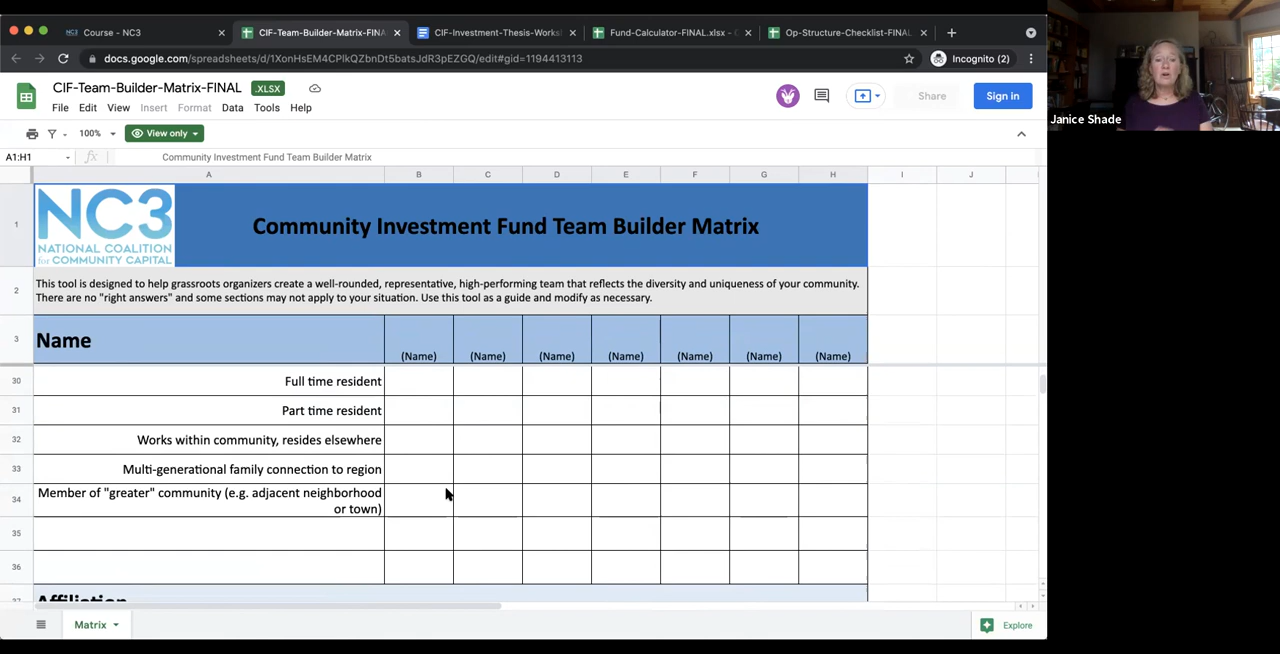 Course - NC3
CIF-Team-Builder-Matrix-FINA
CIF-Investment-Thesis-Works
Fund-Calculator-FINAL.xlsx - G
Op-Structure-Checklist-FINAL
docs.google.com/spreadsheets/d/1XonHsEM4CPlkQZbnDt5batsJdR3pEZGQ/edit#gid=1194413113
Incognito (2)
CIF-Team-Builder-Matrix-FINAL
.XLSX
File Edit View Insert Format Data Tools Help
Share
Sign in
100%
View only
A1:H1
fx
Community Investment Fund Team Builder Matrix
A B C D E F G H I J
1
NC3
NATIONAL COALITION
for COMMUNITY CAPITAL
Community Investment Fund Team Builder Matrix
2
This tool is designed to help grassroots organizers create a well-rounded, representative, high-performing team that reflects the diversity and uniqueness of your community.
There are no "right answers" and some sections may not apply to your situation. Use this tool as a guide and modify as necessary.
3 Name (Name) (Name) (Name) (Name) (Name) (Name) (Name)
30 Full time resident
31 Part time resident
32 Works within community, resides elsewhere
33 Multi-generational family connection to region
34 Member of "greater" community (e.g. adjacent neighborhood
or town)
35
36
37 Affiliation
Matrix
Explore
Janice Shade